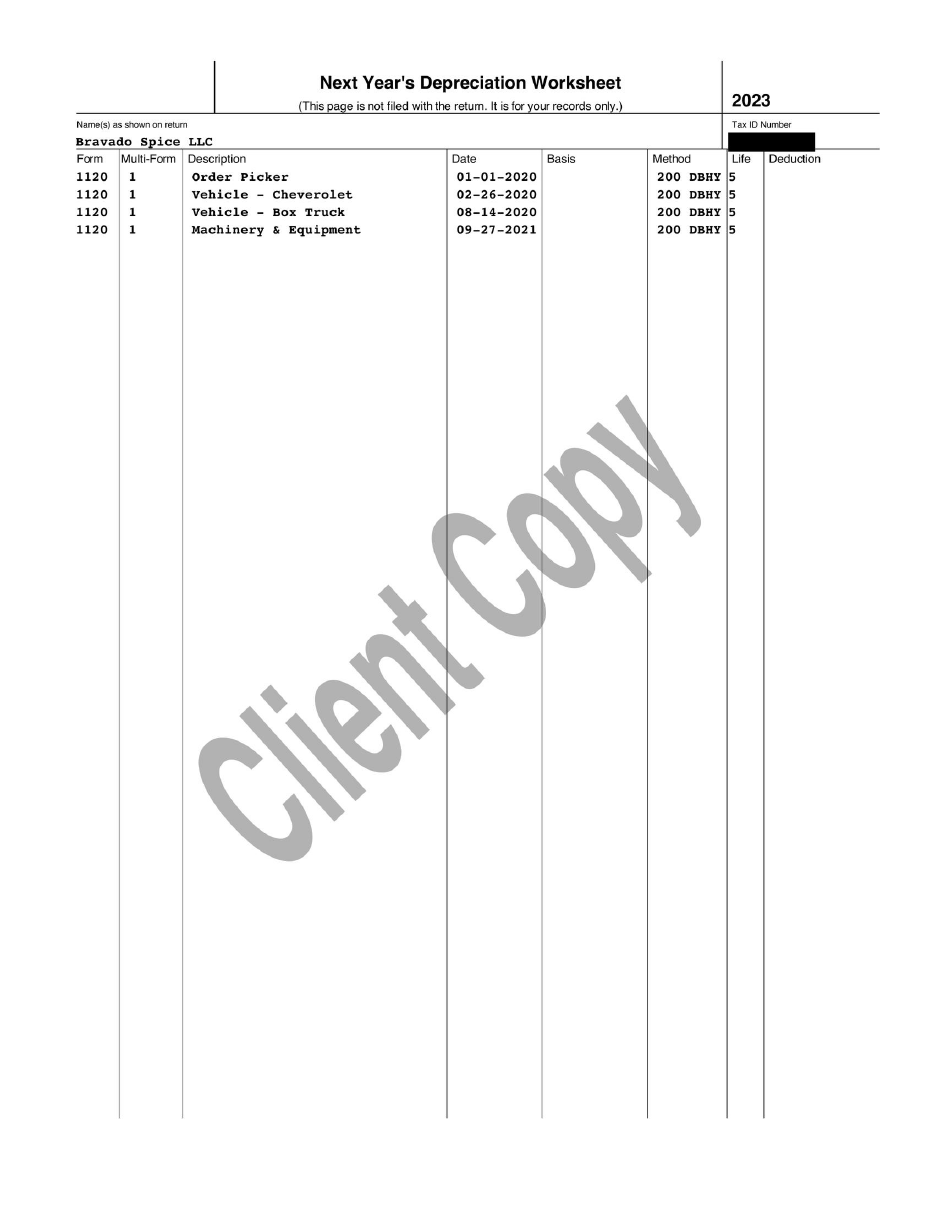 Next Year's Depreciation Worksheet
(This page is not filed with the return. It is for your records only.)
2023
Name(s) as shown on return
Tax ID Number
Bravado Spice LLC
Form Multi-Form Description Date Basis Method Life Deduction
1120 1 Order Picker 01-01-2020 200 DBHY 5
1120 1 Vehicle - Cheverolet 02-26-2020 200 DBHY 5
1120 1 Vehicle - Box Truck 08-14-2020 200 DBHY 5
1120 1 Machinery & Equipment 09-27-2021 200 DBHY 5
Client Copy